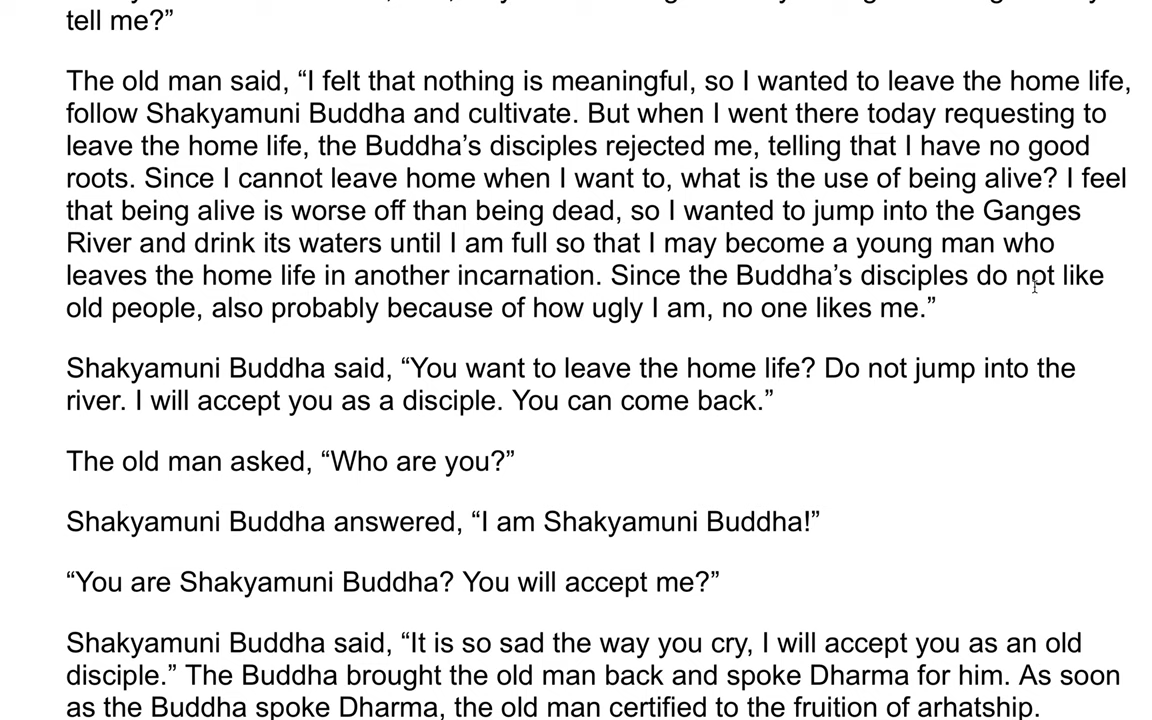 tell me?”
The old man said, “I felt that nothing is meaningful, so I wanted to leave the home life,
follow Shakyamuni Buddha and cultivate. But when I went there today requesting to
leave the home life, the Buddha’s disciples rejected me, telling that I have no good
roots. Since I cannot leave home when I want to, what is the use of being alive? I feel
that being alive is worse off than being dead, so I wanted to jump into the Ganges
River and drink its waters until I am full so that I may become a young man who
leaves the home life in another incarnation. Since the Buddha’s disciples do not like
old people, also probably because of how ugly I am, no one likes me.”
Shakyamuni Buddha said, “You want to leave the home life? Do not jump into the
river. I will accept you as a disciple. You can come back.”
The old man asked, “Who are you?”
Shakyamuni Buddha answered, “I am Shakyamuni Buddha!”
“You are Shakyamuni Buddha? You will accept me?”
Shakyamuni Buddha said, “It is so sad the way you cry, I will accept you as an old
disciple.” The Buddha brought the old man back and spoke Dharma for him. As soon
as the Buddha spoke Dharma, the old man certified to the fruition of arhatship.